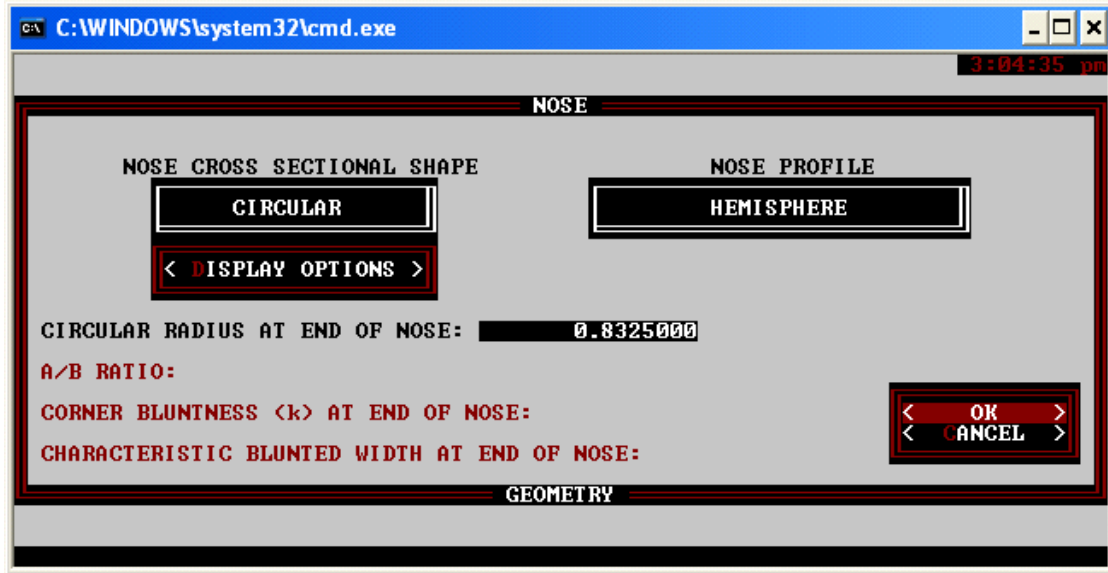 C:\WINDOWS\system32\cmd.exe
3:04:35 pm
NOSE
NOSE CROSS SECTIONAL SHAPE NOSE PROFILE
CIRCULAR HEMISPHERE
< DISPLAY OPTIONS >
CIRCULAR RADIUS AT END OF NOSE: 0.8325000
A/B RATIO:
CORNER BLUNTNESS (k) AT END OF NOSE:
< OK >
< CANCEL >
CHARACTERISTIC BLUNTED WIDTH AT END OF NOSE:
GEOMETRY